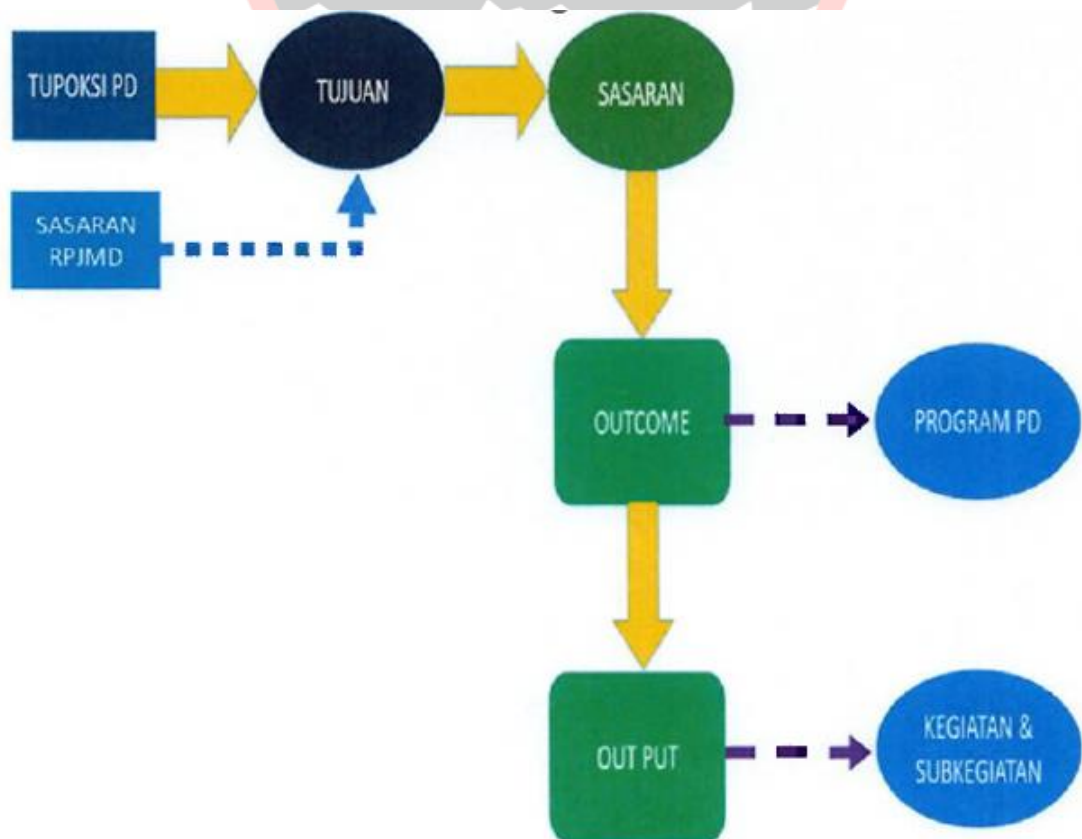 TUPOKSI PD
TUJUAN
SASARAN
SASARAN
RPJMD
OUTCOME
PROGRAM PD
OUT PUT
KEGIATAN &
SUBKEGIATAN